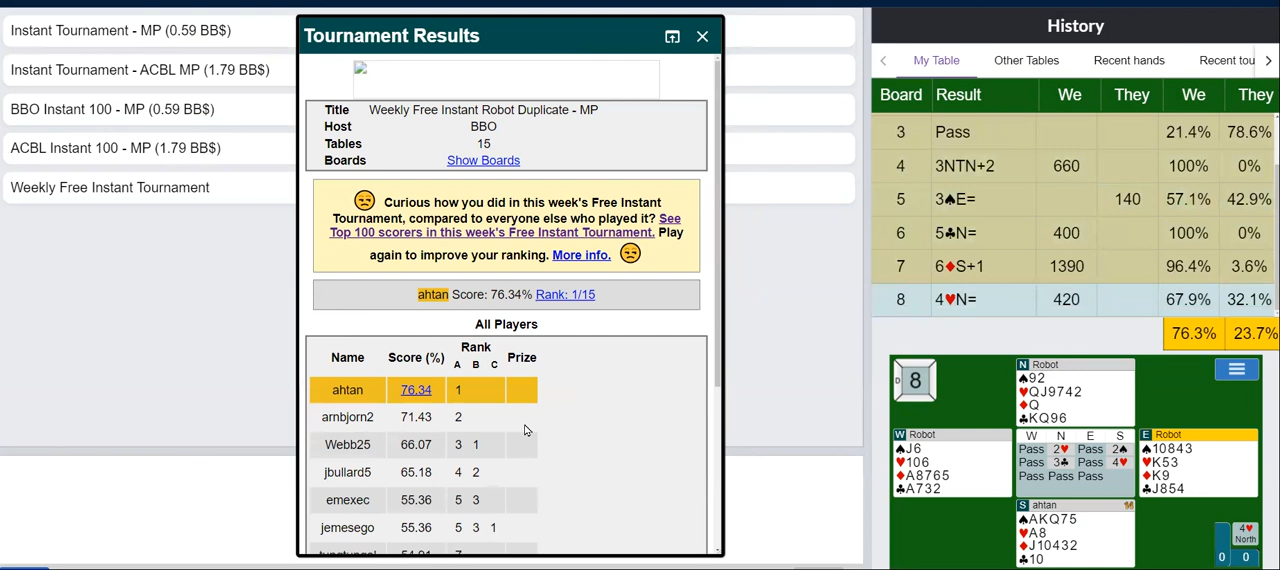 Instant Tournament - MP (0.59 BB$)
Instant Tournament - ACBL MP (1.79 BB$)
BBO Instant 100 - MP (0.59 BB$)
ACBL Instant 100 - MP (1.79 BB$)
Weekly Free Instant Tournament
Tournament Results
Title Weekly Free Instant Robot Duplicate - MP
Host BBO
Tables 15
Boards Show Boards
Curious how you did in this week's Free Instant
Tournament, compared to everyone else who played it? See
Top 100 scorers in this week's Free Instant Tournament. Play
again to improve your ranking. More info.
ahtan Score: 76.34% Rank: 1/15
All Players
Name Score (%) Rank Prize
A B C
ahtan 76.34 1
arnbjorn2 71.43 2
Webb25 66.07 3 1
jbullard5 65.18 4 2
emexec 55.36 5 3
jemesego 55.36 5 3 1
History
My Table Other Tables Recent hands Recent tou
Board Result We They We They
3 Pass 21.4% 78.6%
4 3NTN+2 660 100% 0%
5 3♠E= 140 57.1% 42.9%
6 5♣N= 400 100% 0%
7 6♦S+1 1390 96.4% 3.6%
8 4♥N= 420 67.9% 32.1%
76.3% 23.7%
D 8
N Robot
♠92
♥QJ9742
♦Q
♣KQ96
W Robot
♠J6
♥106
♦A8765
♣A732
W N E S
Pass 2♥ Pass 2♠
Pass 3♣ Pass 4♥
Pass Pass Pass
E Robot
♠10843
♥K53
♦K9
♣J854
S ahtan
♠AKQ75
♥A8
♦J10432
♣10
4♥
North
0 0